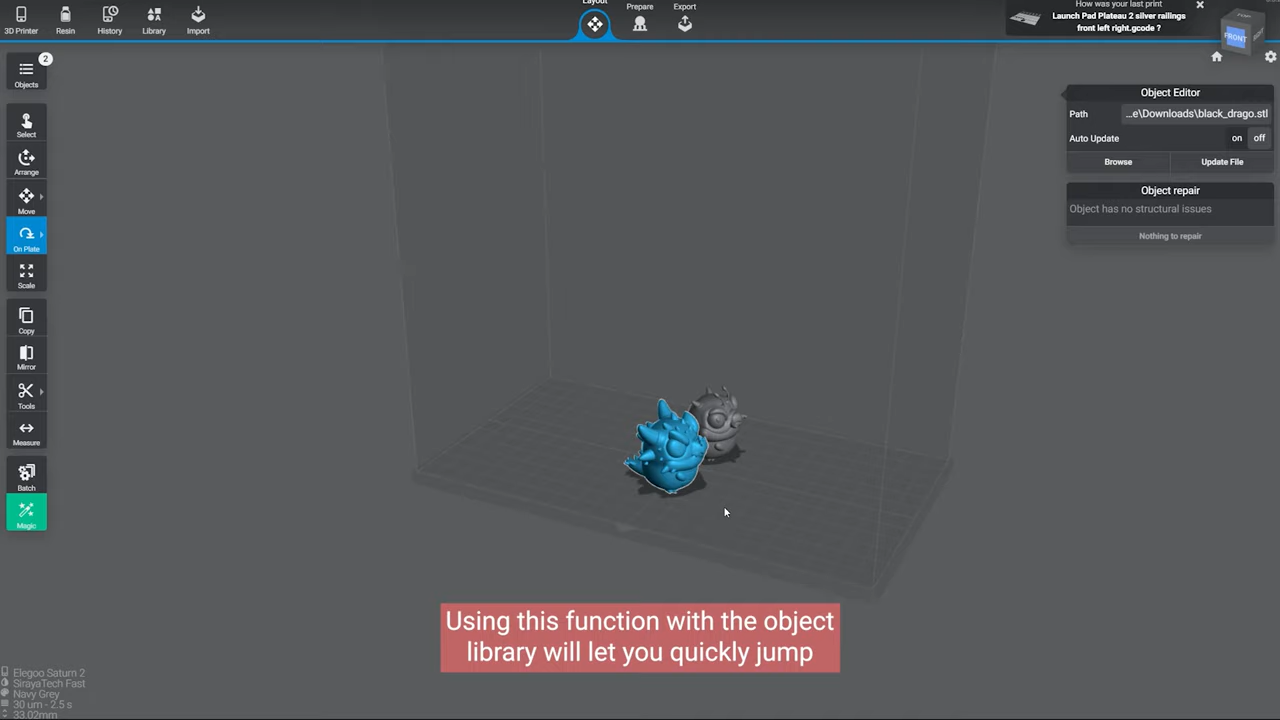 Layout
Prepare
Export
3D Printer
Resin
History
Library
Import
How was your last print
Launch Pad Plateau 2 silver railings
front left right.gcode ?
FRONT
2
Objects
Select
Arrange
Move
On Plate
Scale
Copy
Mirror
Tools
Measure
Batch
Magic
Object Editor
Path
...e\Downloads\black_drago.stl
Auto Update
on
off
Browse
Update File
Object repair
Object has no structural issues
Nothing to repair
Using this function with the object
library will let you quickly jump
Elegoo Saturn 2
SirayaTech Fast
Navy Grey
30 um - 2.5 s
33.02mm